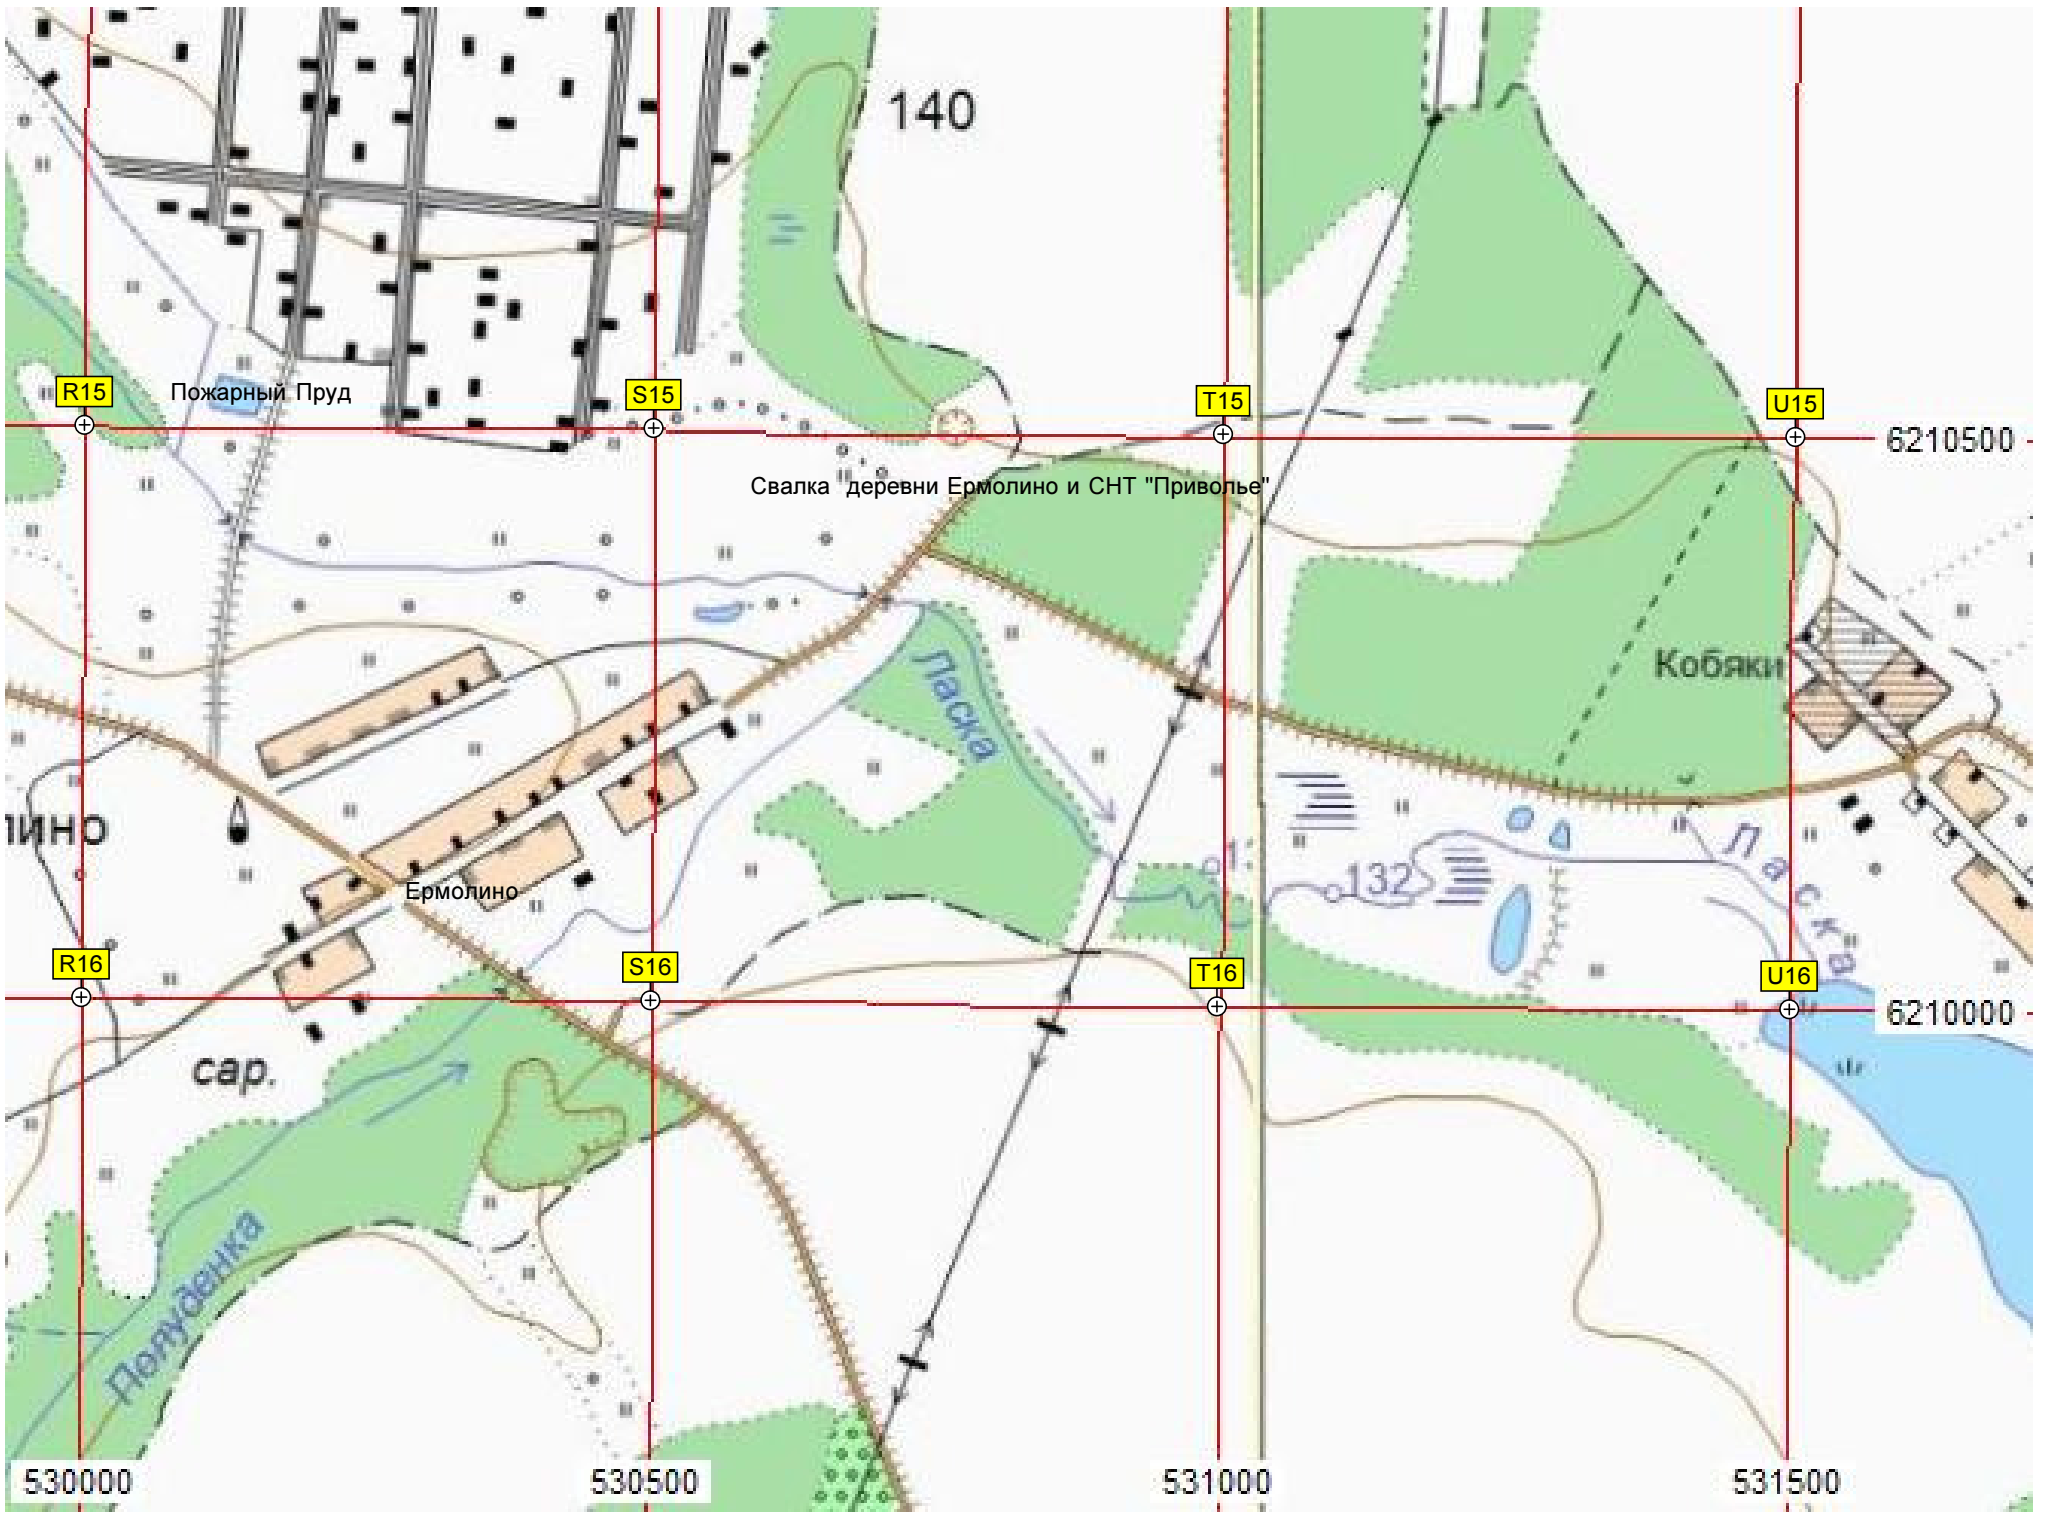 140
R15
Пожарный Пруд
S15
T15
U15
6210500
Свалка деревни Ермолино и СНТ "Приволье"
Ласка
Кобяки
лино
Ермолино
132
Ласка
R16
S16
T16
U16
6210000
сар.
Полуденка
530000
530500
531000
531500